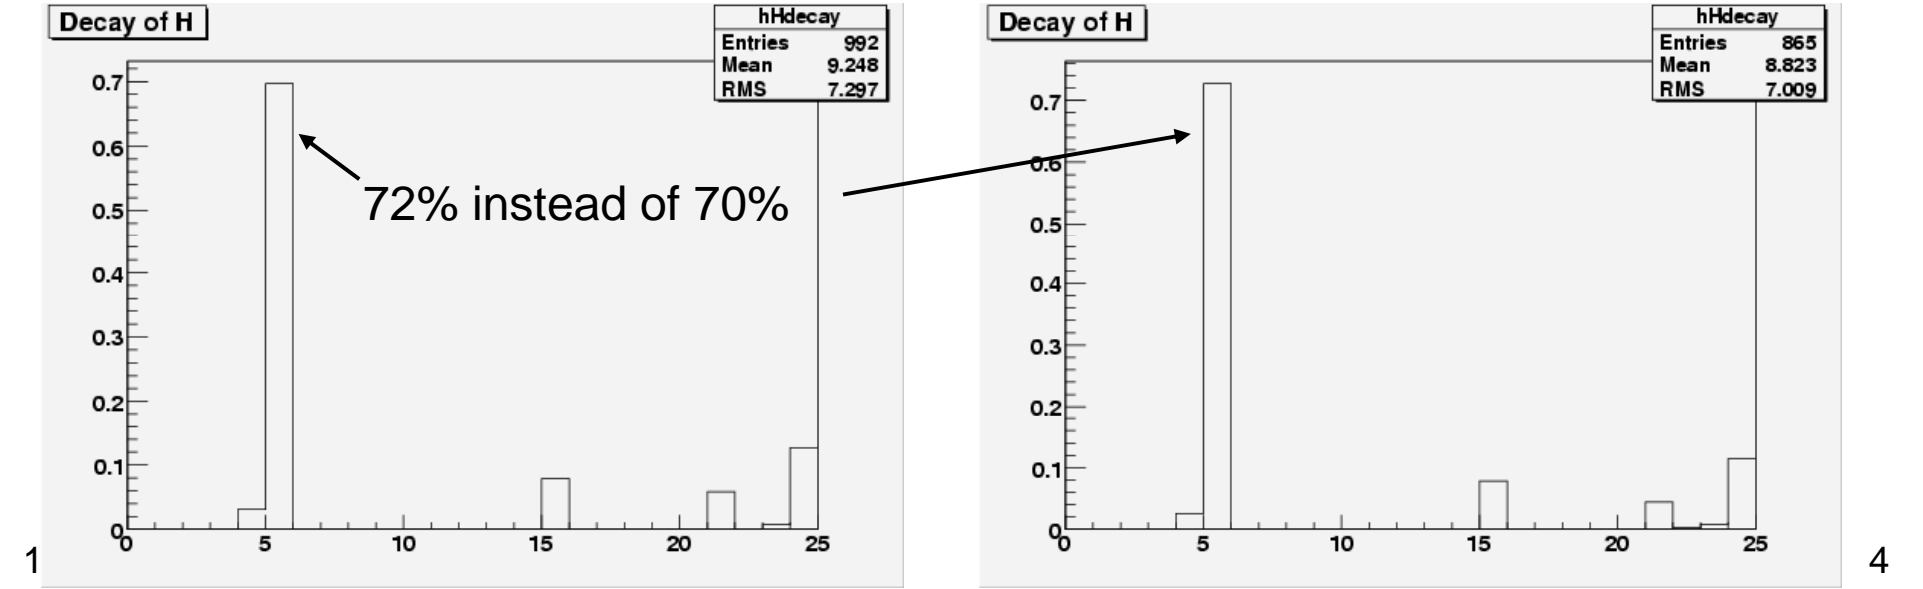 Decay of H
hHdecay
Entries 992
Mean 9.248
RMS 7.297
0.7
0.6
0.5
0.4
0.3
0.2
0.1
0
0 5 10 15 20 25
72% instead of 70%
Decay of H
hHdecay
Entries 865
Mean 8.823
RMS 7.009
0.7
0.6
0.5
0.4
0.3
0.2
0.1
0
0 5 10 15 20 25
1
4